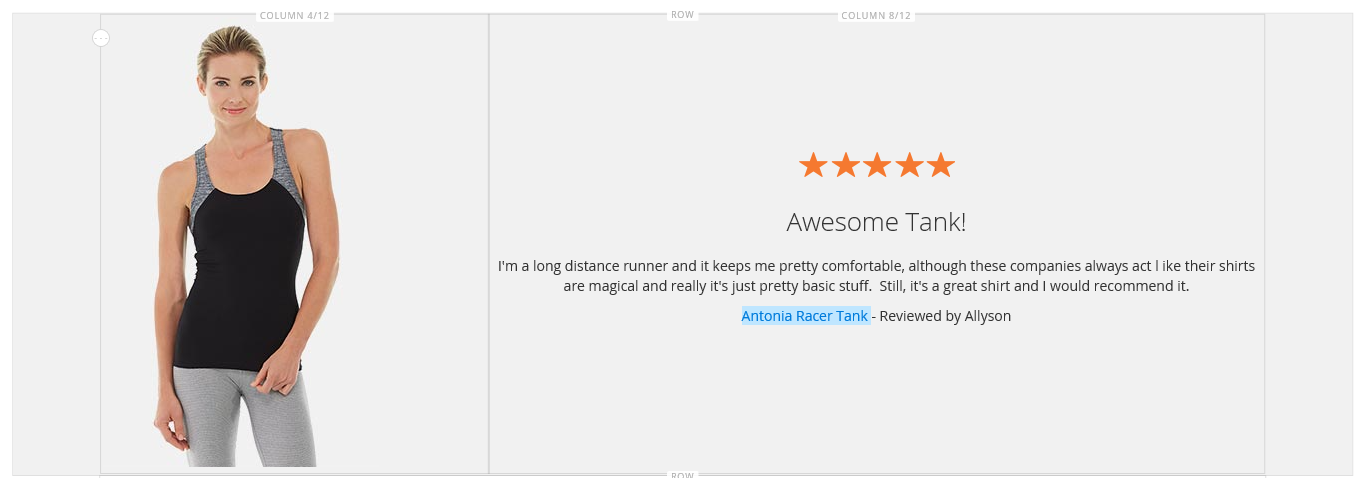 COLUMN 4/12
ROW
COLUMN 8/12
Awesome Tank!
I'm a long distance runner and it keeps me pretty comfortable, although these companies always act l ike their shirts
are magical and really it's just pretty basic stuff.  Still, it's a great shirt and I would recommend it.
Antonia Racer Tank - Reviewed by Allyson
ROW